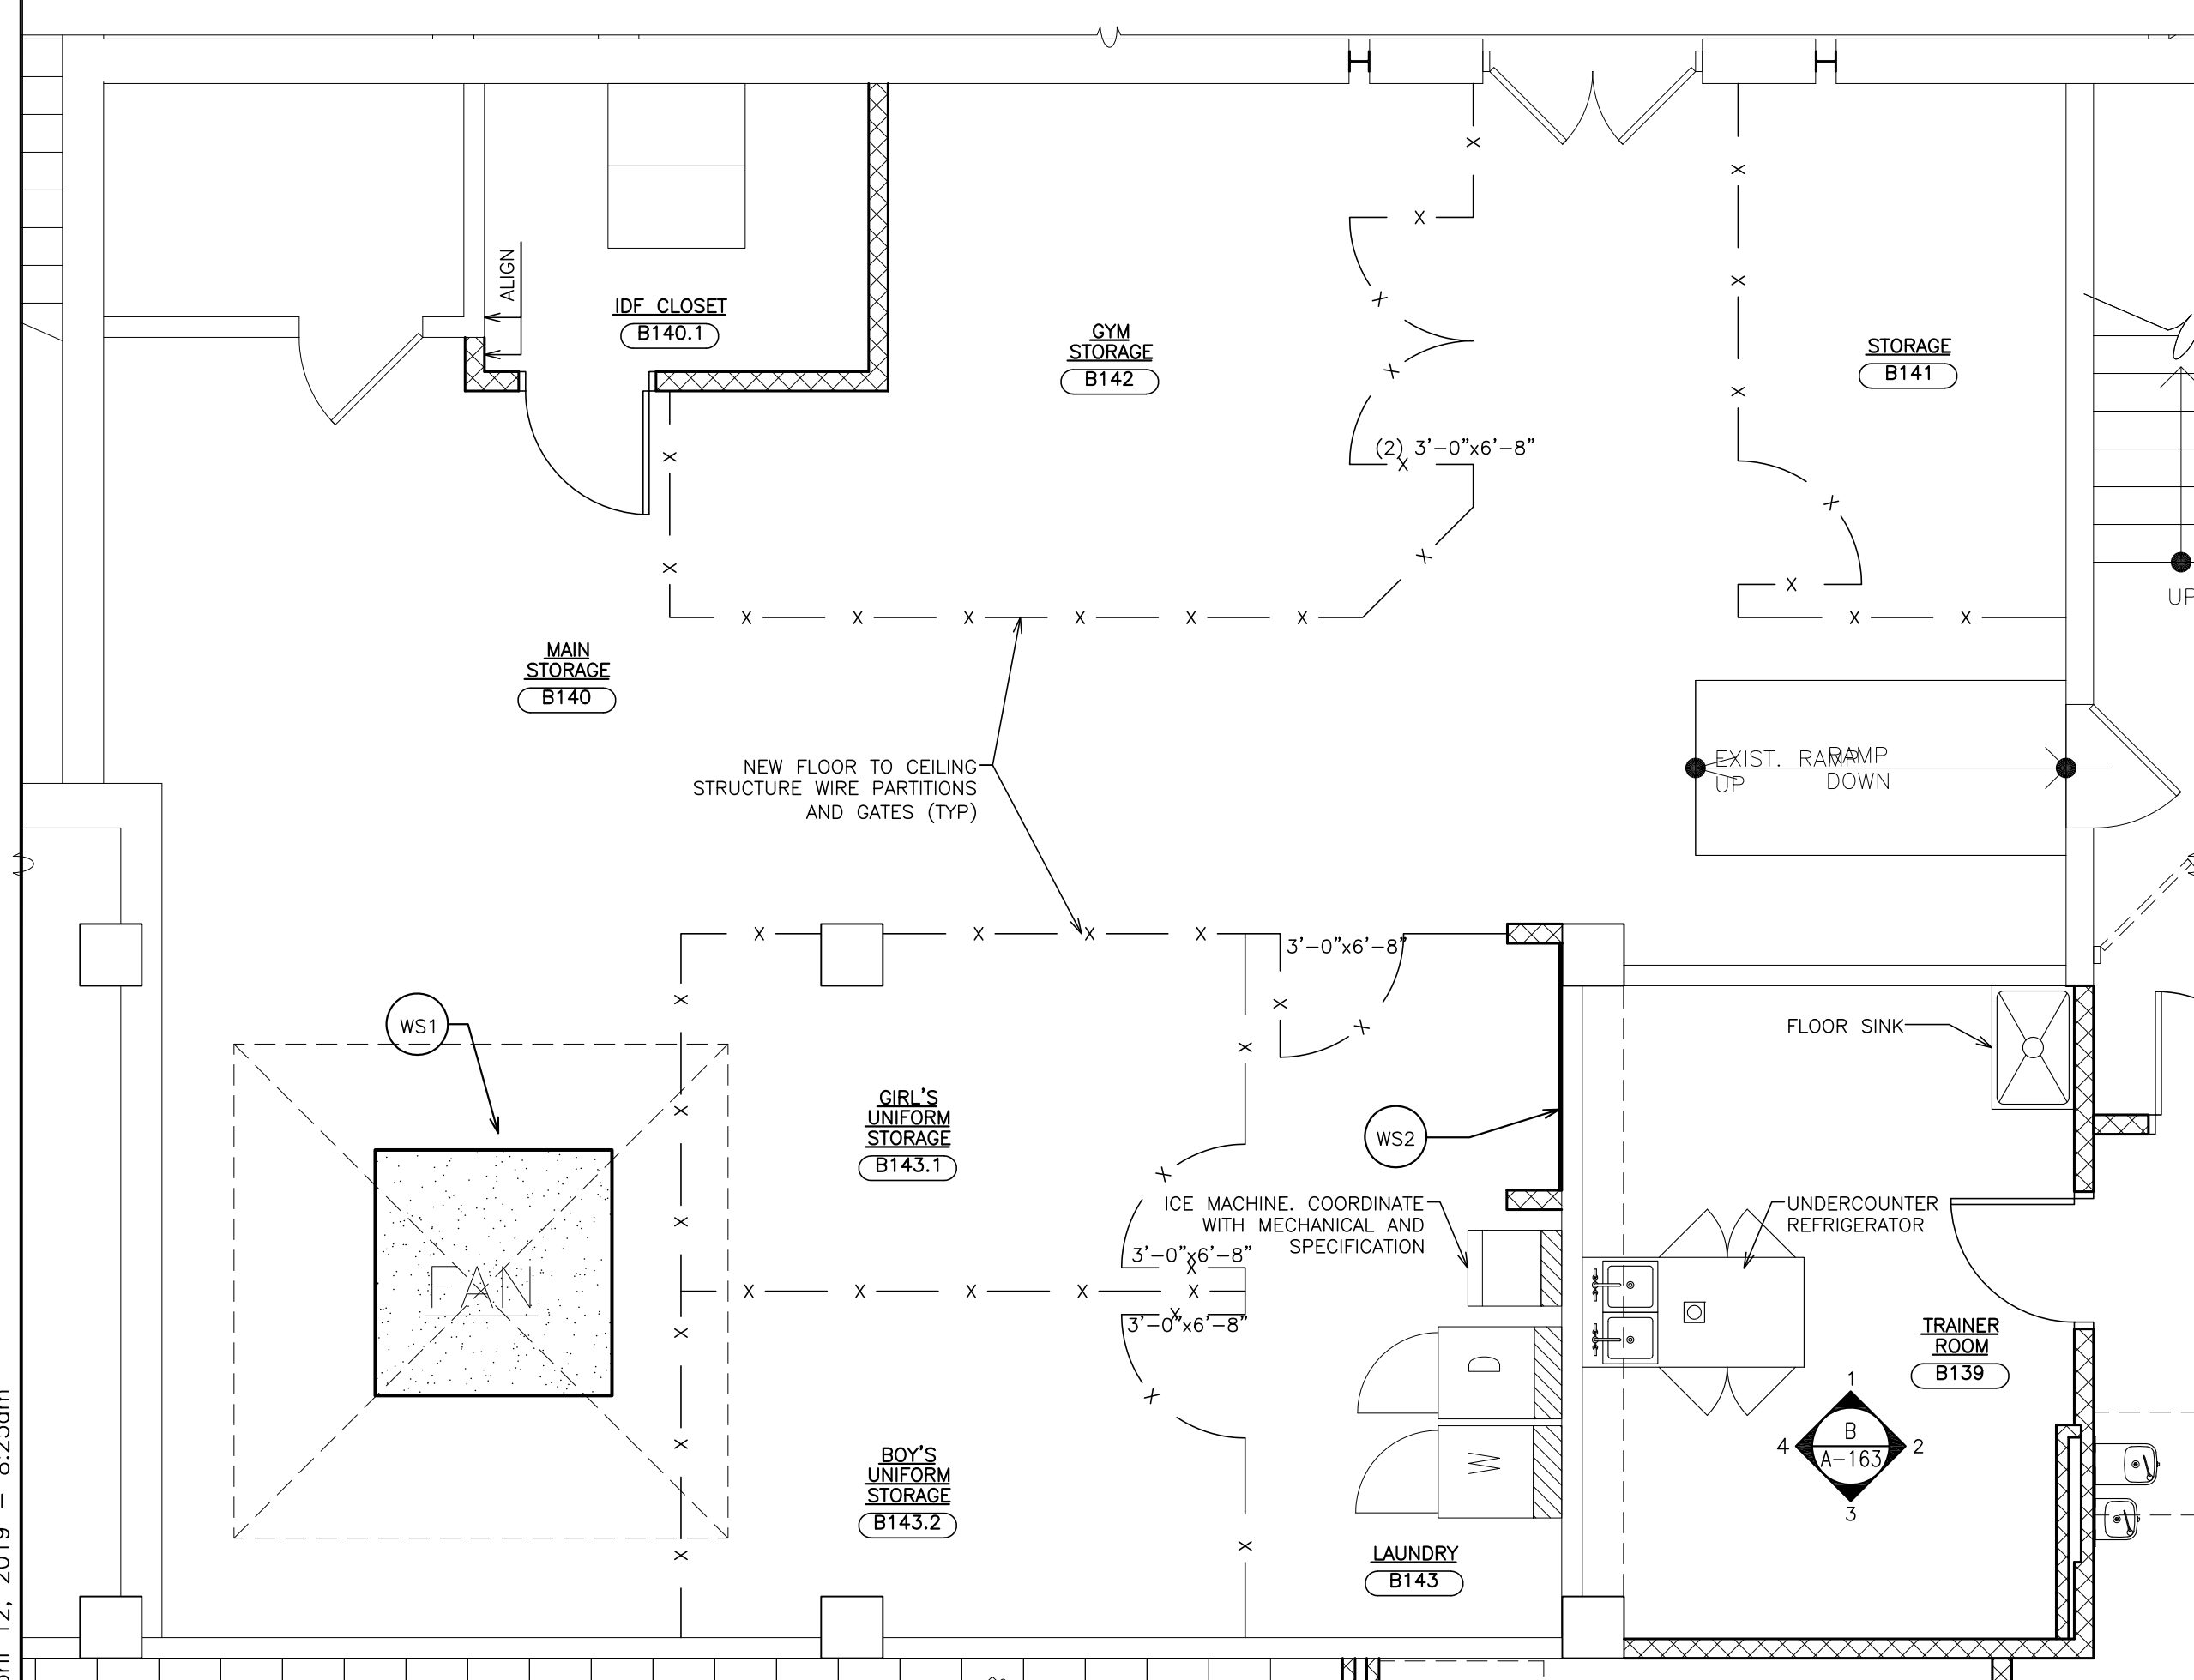 ALIGN
IDF CLOSET
B140.1
GYM
STORAGE
B142
STORAGE
B141
(2) 3'-0"x6'-8"
UP
MAIN
STORAGE
B140
NEW FLOOR TO CEILING
STRUCTURE WIRE PARTITIONS
AND GATES (TYP)
EXIST. RAMP
UP
RAMP
DOWN
3'-0"x6'-8"
WS1
FLOOR SINK
GIRL'S
UNIFORM
STORAGE
B143.1
WS2
ICE MACHINE. COORDINATE
WITH MECHANICAL AND
SPECIFICATION
UNDERCOUNTER
REFRIGERATOR
3'-0"x6'-8"
FAN
3'-0"x6'-8"
TRAINER
ROOM
B139
D
W
1
B
4
2
A-163
3
BOY'S
UNIFORM
STORAGE
B143.2
LAUNDRY
B143
12, 2019 - 8:25am